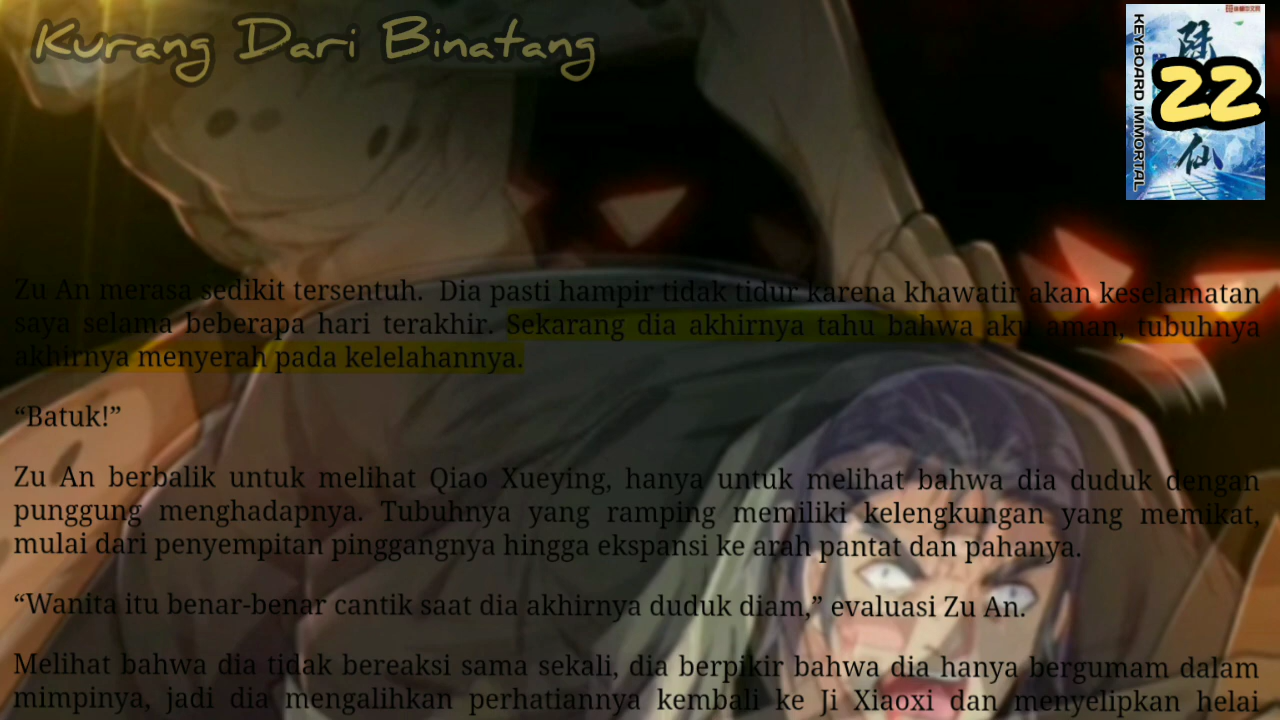 Kurang Dari Binatang
KEYBOARD IMMORTAL
22
Zu An merasa sedikit tersentuh.  Dia pasti hampir tidak tidur karena khawatir akan keselamatan
saya selama beberapa hari terakhir. Sekarang dia akhirnya tahu bahwa aku aman, tubuhnya
akhirnya menyerah pada kelelahannya.
“Batuk!”
Zu An berbalik untuk melihat Qiao Xueying, hanya untuk melihat bahwa dia duduk dengan
punggung menghadapnya. Tubuhnya yang ramping memiliki kelengkungan yang memikat,
mulai dari penyempitan pinggangnya hingga ekspansi ke arah pantat dan pahanya.
“Wanita itu benar-benar cantik saat dia akhirnya duduk diam,” evaluasi Zu An.
Melihat bahwa dia tidak bereaksi sama sekali, dia berpikir bahwa dia hanya bergumam dalam
mimpinya, jadi dia mengalihkan perhatiannya kembali ke Ji Xiaoxi dan menyelipkan helai